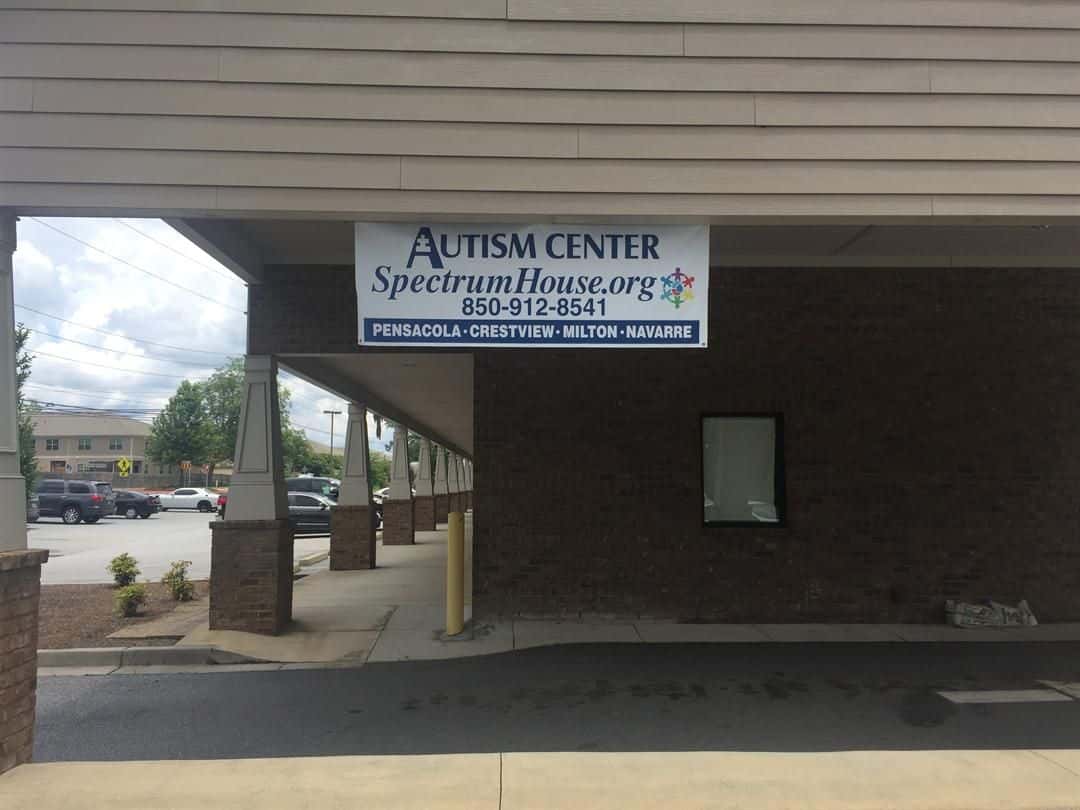 AUTISM CENTER
SpectrumHouse.org
850-912-8541
PENSACOLA · CRESTVIEW · MILTON · NAVARRE